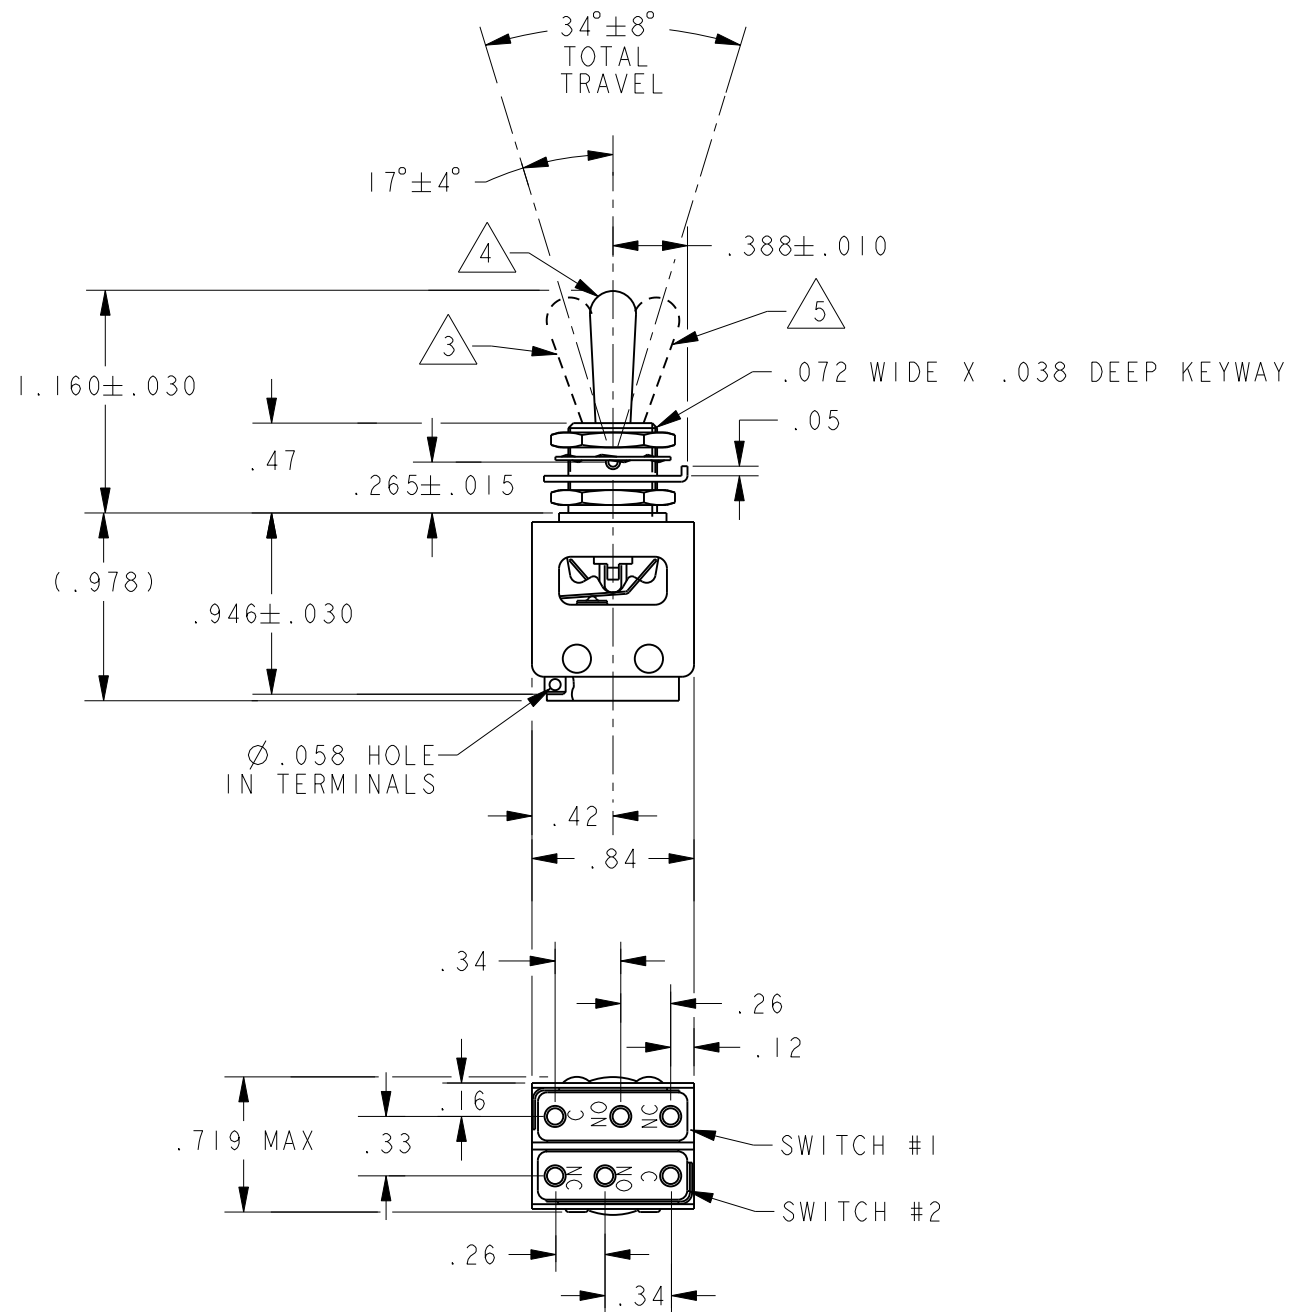 34°±8°
TOTAL
TRAVEL
17°±4°
.388±.010
4
5
3
.072 WIDE X .038 DEEP KEYWAY
1.160±.030
.05
.47
.265±.015
(.978)
.946±.030
Ø.058 HOLE
IN TERMINALS
.42
.84
.34
.26
.12
.16
C
NO
NC
.719 MAX
.33
SWITCH #1
NC
NO
C
SWITCH #2
.26
.34